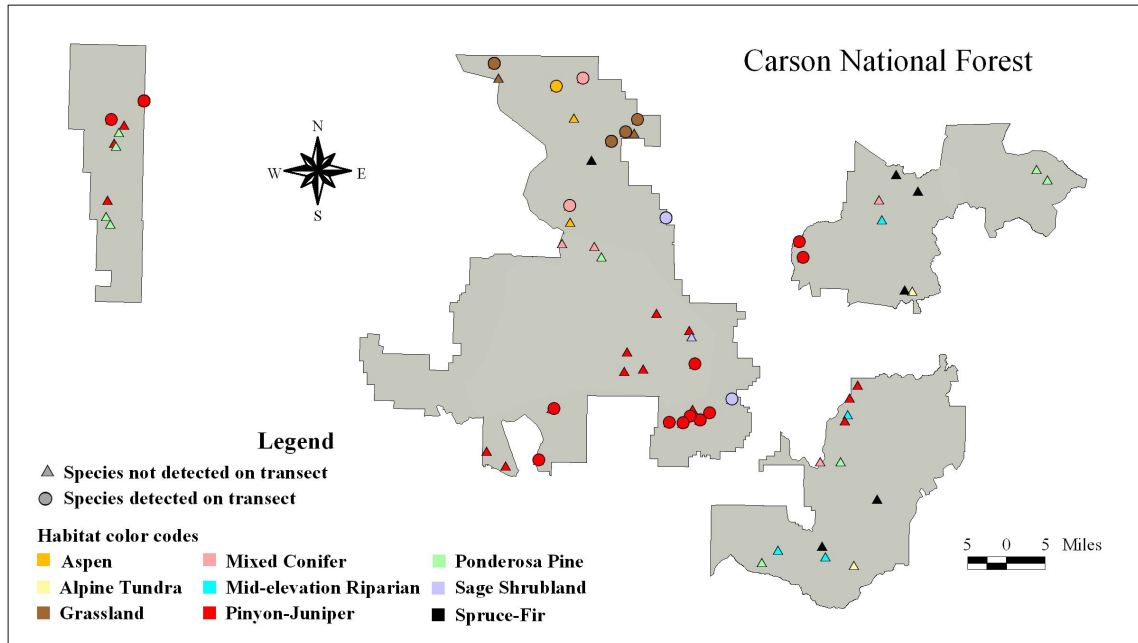 Carson National Forest
N
W E
S
Legend
Species not detected on transect
Species detected on transect
Habitat color codes
Aspen Mixed Conifer Ponderosa Pine
Alpine Tundra Mid-elevation Riparian Sage Shrubland
Grassland Pinyon-Juniper Spruce-Fir
5 0 5 Miles